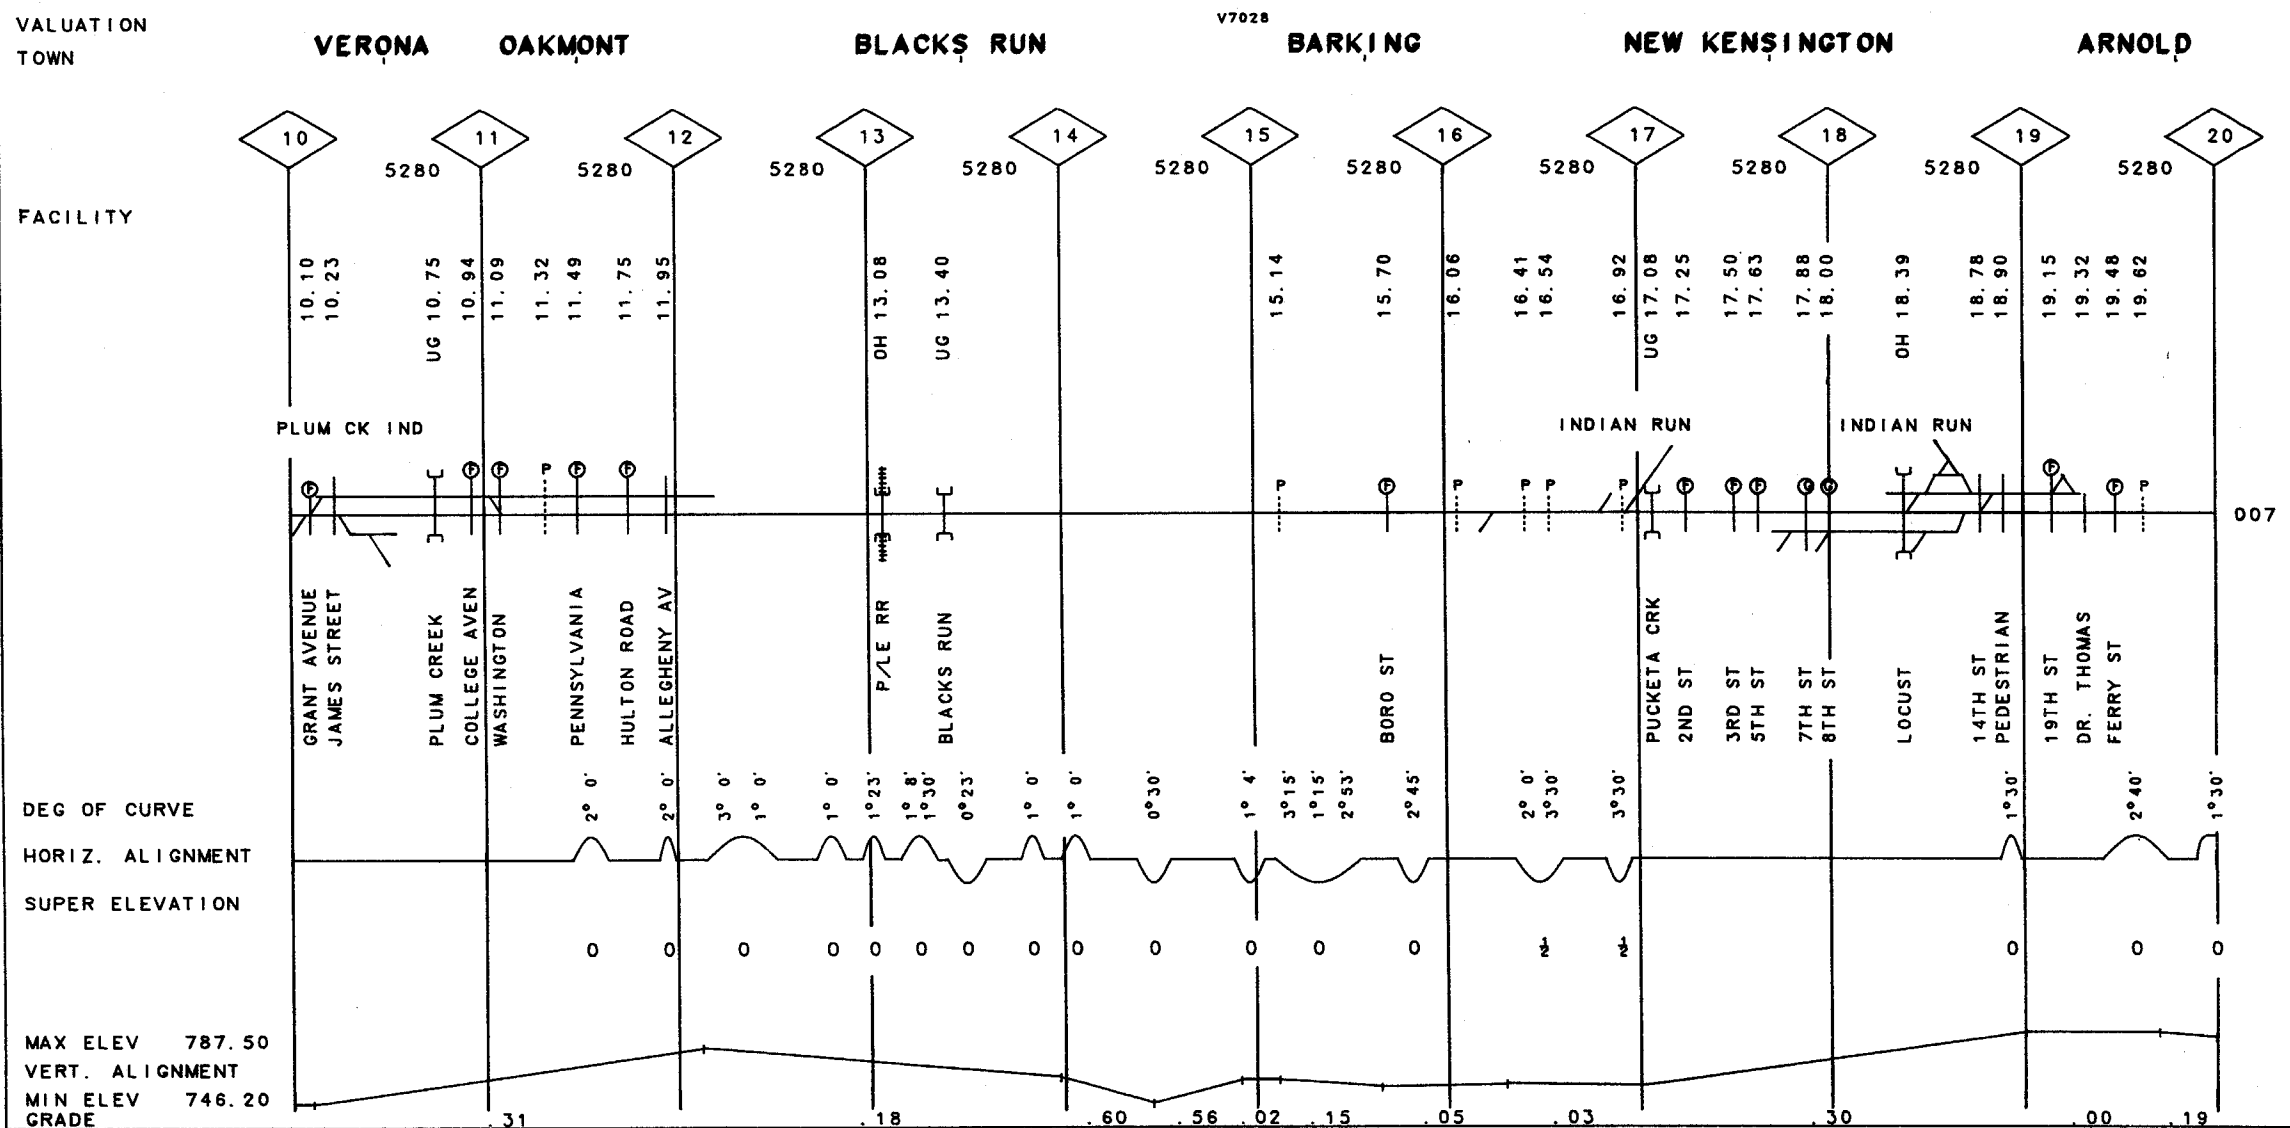 VALUATION V7028
TOWN VERONA OAKMONT BLACKS RUN BARKING NEW KENSINGTON ARNOLD
10 11 12 13 14 15 16 17 18 19 20
5280 5280 5280 5280 5280 5280 5280 5280 5280 5280
FACILITY
10.10
10.23
UG 10.75
10.94
11.09
11.32
11.49
11.75
11.95
OH 13.08
UG 13.40
15.14
15.70
16.06
16.41
16.54
16.92
UG 17.08
17.25
17.50
17.63
17.88
18.00
OH 18.39
18.78
18.90
19.15
19.32
19.48
19.62
PLUM CK IND INDIAN RUN INDIAN RUN
F F F P F F P F P P P P F F F G G F F P
007
GRANT AVENUE
JAMES STREET
PLUM CREEK
COLLEGE AVEN
WASHINGTON
PENNSYLVANIA
HULTON ROAD
ALLEGHENY AV
P/LE RR
BLACKS RUN
BORO ST
PUCKETA CRK
2ND ST
3RD ST
5TH ST
7TH ST
8TH ST
LOCUST
14TH ST
PEDESTRIAN
19TH ST
DR. THOMAS
FERRY ST
DEG OF CURVE 2° 0' 2° 0' 3° 0' 1° 0' 1° 0' 1°23' 1° 8' 1°30' 0°23' 1° 0' 1° 0' 0°30' 1° 4' 3°15' 1°15' 2°53' 2°45' 2° 0' 3°30' 3°30' 1°30' 2°40' 1°30'
HORIZ. ALIGNMENT
SUPER ELEVATION
0 0 0 0 0 0 0 0 0 0 0 0 0 ½ ½ 0 0 0
MAX ELEV 787.50
VERT. ALIGNMENT
MIN ELEV 746.20
GRADE .31 .18 .60 .56 .02 .15 .05 .03 .30 .00 .19